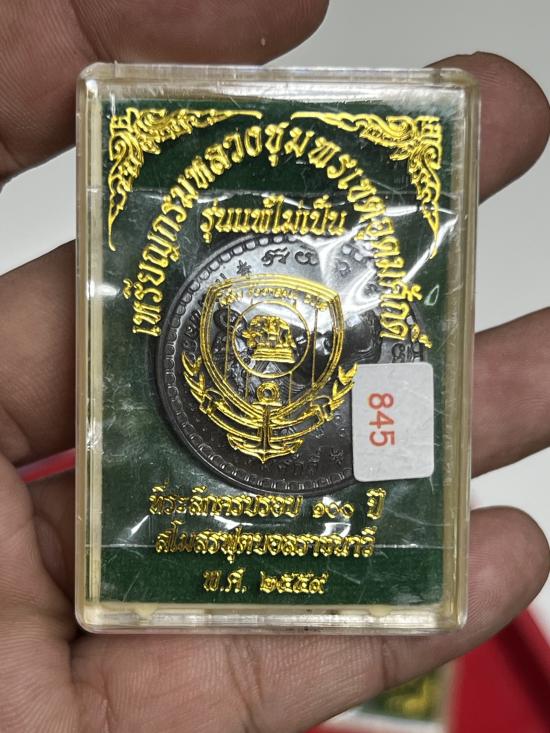 เหรียญกรมหลวงชุมพรเขตอุดมศักดิ์
รุ่นแพ้ไม่เป็น
845
ที่ระลึกครบรอบ ๑๐๐ ปี
สโมสรฟุตบอลราชนาวี
พ.ศ. ๒๕๕๙